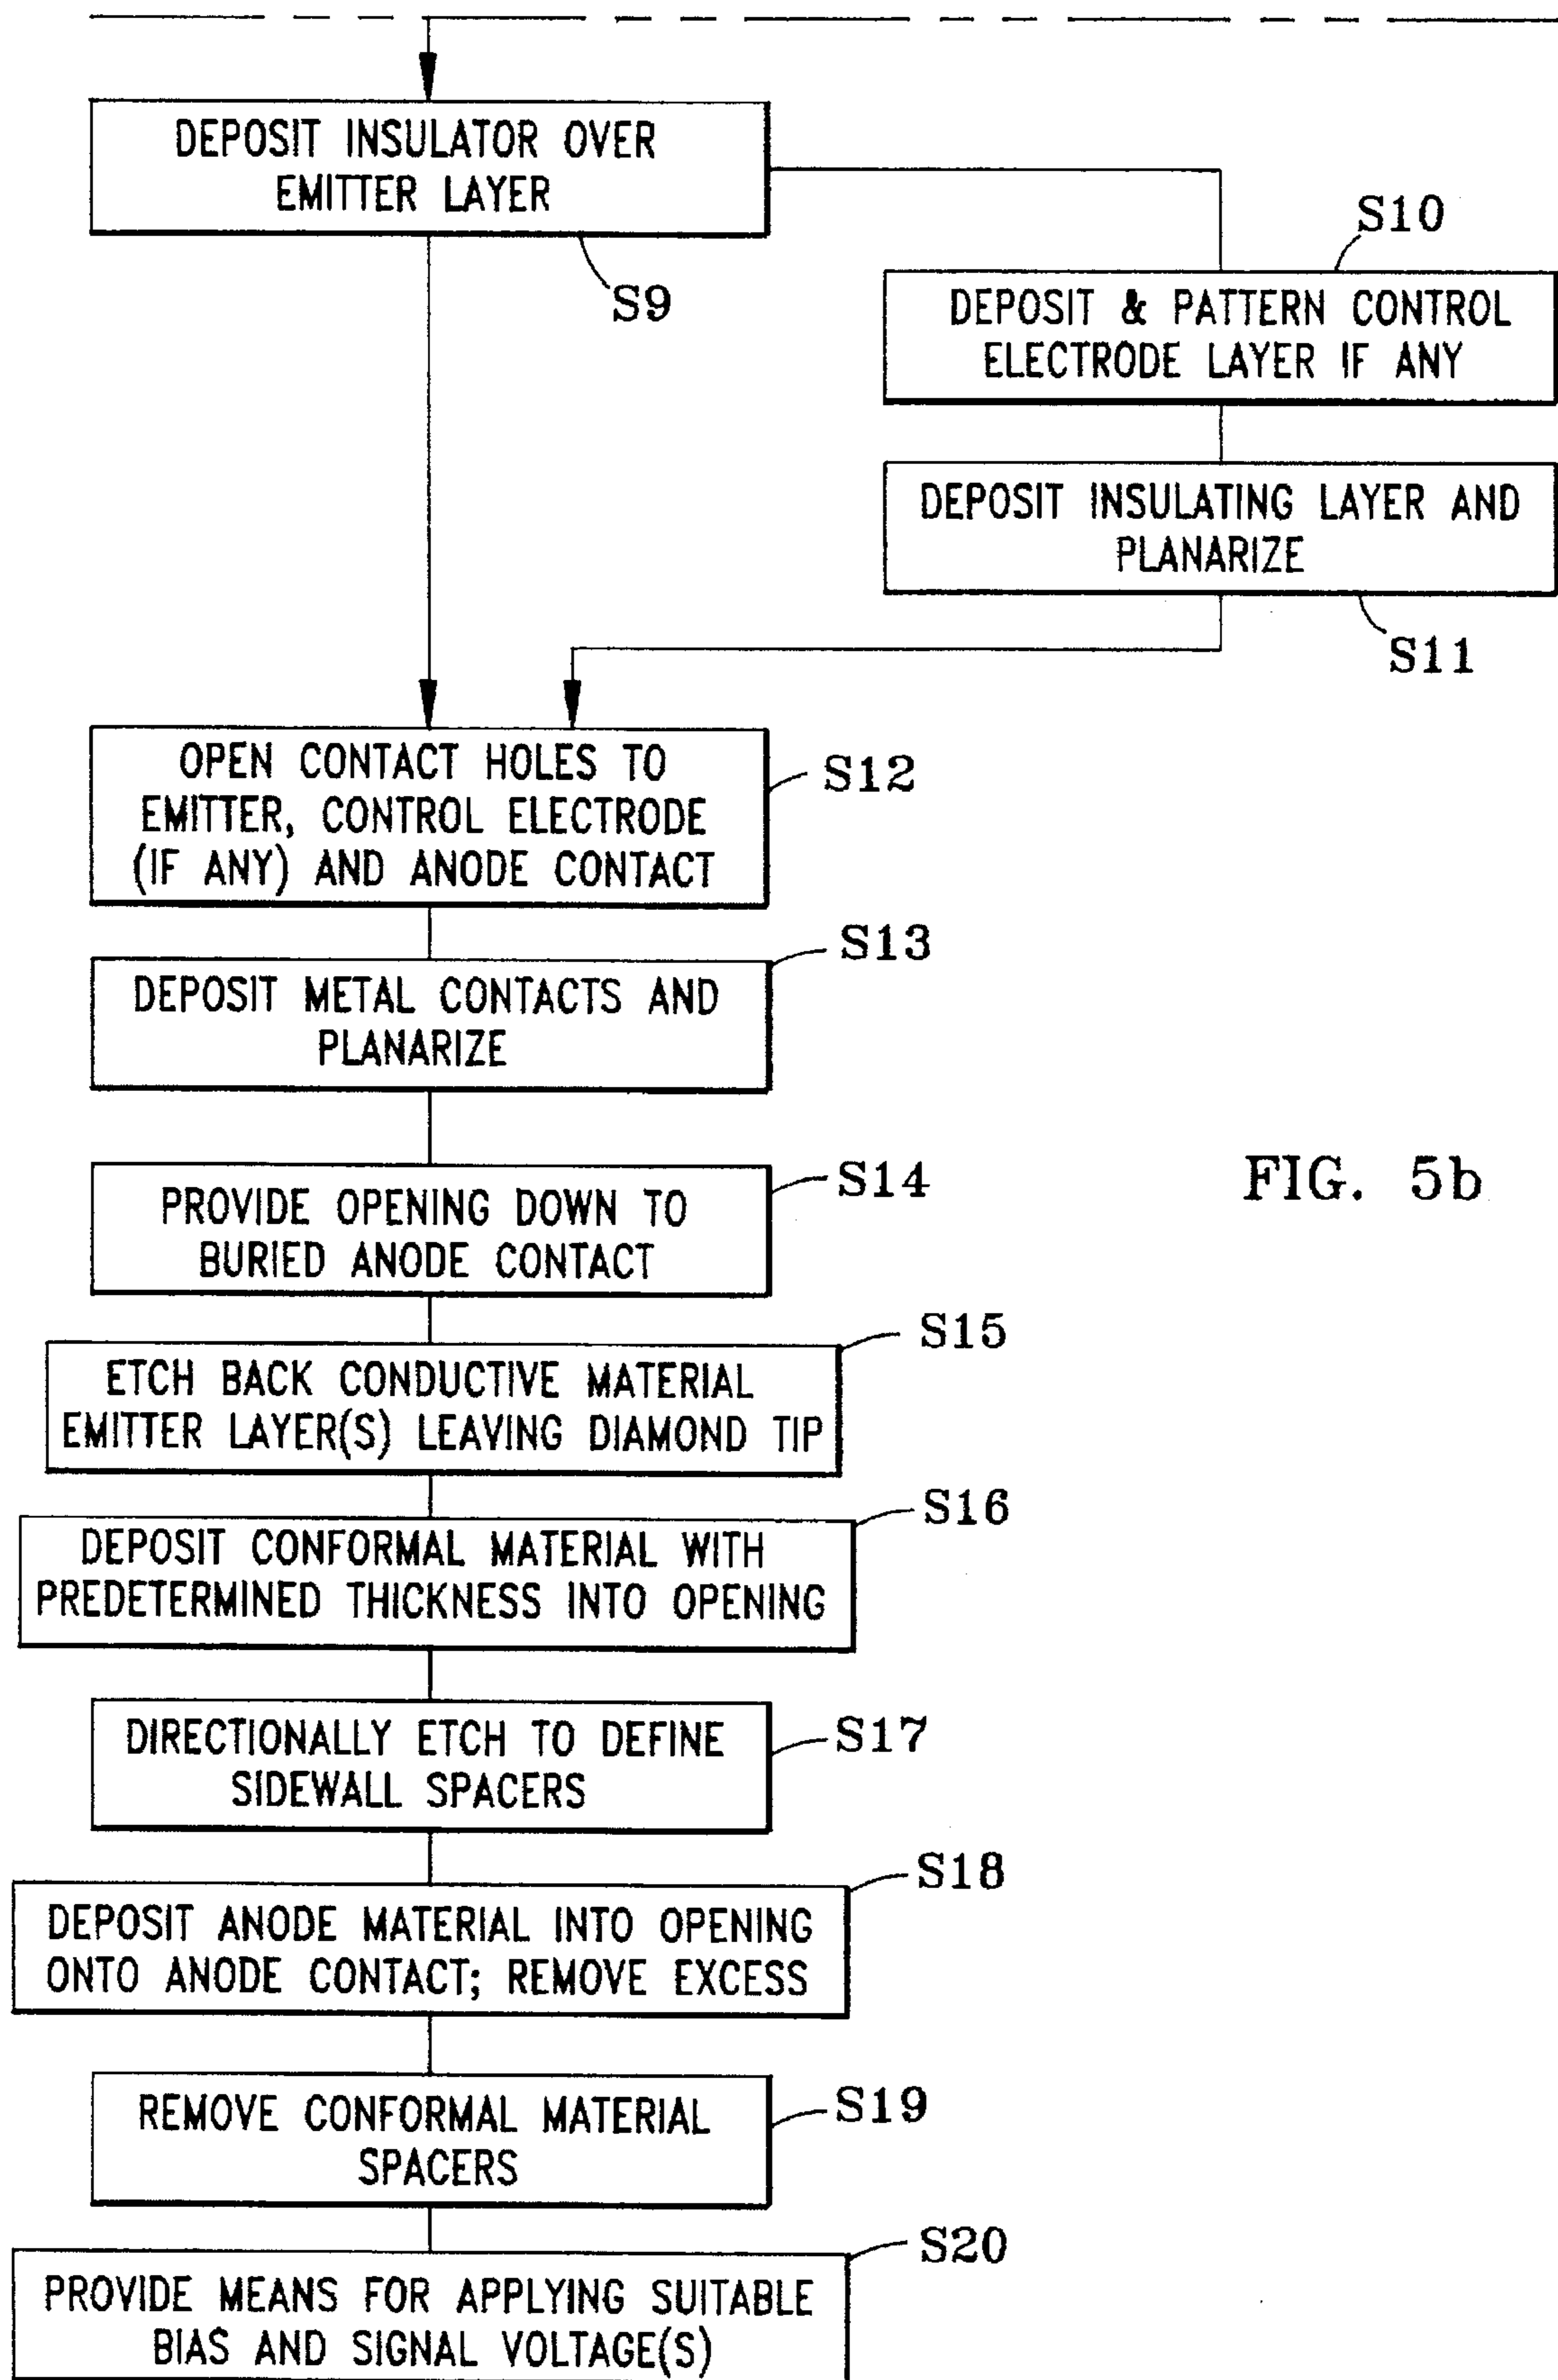 DEPOSIT INSULATOR OVER
EMITTER LAYER
S9
S10
DEPOSIT & PATTERN CONTROL
ELECTRODE LAYER IF ANY
DEPOSIT INSULATING LAYER AND
PLANARIZE
S11
OPEN CONTACT HOLES TO
EMITTER, CONTROL ELECTRODE
(IF ANY) AND ANODE CONTACT
S12
S13
DEPOSIT METAL CONTACTS AND
PLANARIZE
FIG. 5b
S14
PROVIDE OPENING DOWN TO
BURIED ANODE CONTACT
S15
ETCH BACK CONDUCTIVE MATERIAL
EMITTER LAYER(S) LEAVING DIAMOND TIP
S16
DEPOSIT CONFORMAL MATERIAL WITH
PREDETERMINED THICKNESS INTO OPENING
S17
DIRECTIONALLY ETCH TO DEFINE
SIDEWALL SPACERS
S18
DEPOSIT ANODE MATERIAL INTO OPENING
ONTO ANODE CONTACT; REMOVE EXCESS
S19
REMOVE CONFORMAL MATERIAL
SPACERS
S20
PROVIDE MEANS FOR APPLYING SUITABLE
BIAS AND SIGNAL VOLTAGE(S)